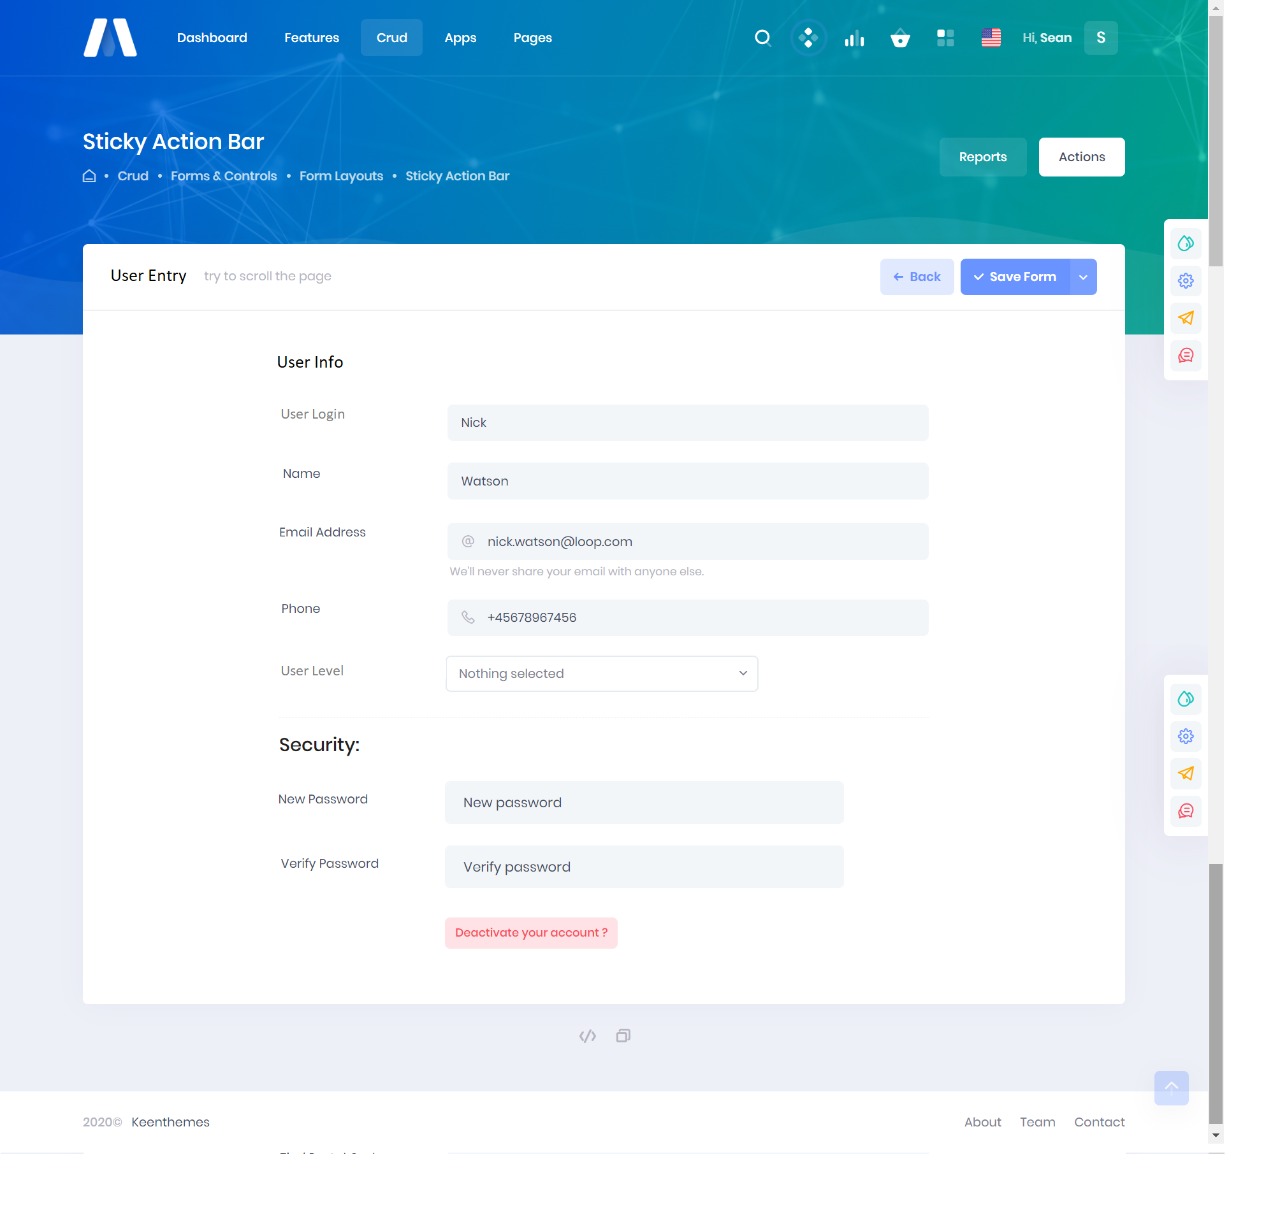 Dashboard Features Crud Apps Pages Hi, Sean S
Sticky Action Bar
Reports Actions
• Crud • Forms & Controls • Form Layouts • Sticky Action Bar
User Entry try to scroll the page Back Save Form
User Info
User Login Nick
Name Watson
Email Address @ nick.watson@loop.com
We'll never share your email with anyone else.
Phone +45678967456
User Level Nothing selected
Security:
New Password New password
Verify Password Verify password
Deactivate your account ?
2020© Keenthemes About Team Contact